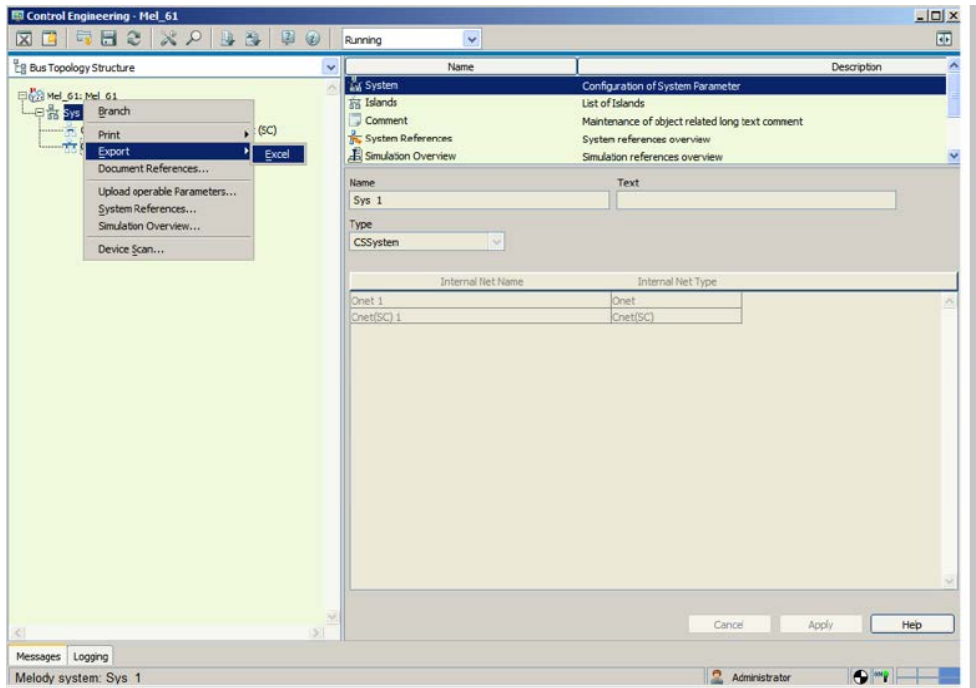 Control Engineering - Mel_61
Running
Bus Topology Structure
Mel_61: Mel_61
Sys
(SC)
Branch
Print
Export
Excel
Document References...
Upload operable Parameters...
System References...
Simulation Overview...
Device Scan...
Name Description
System Configuration of System Parameter
Islands List of Islands
Comment Maintenance of object related long text comment
System References System references overview
Simulation Overview Simulation references overview
Name Text
Sys 1
Type
CSSystem
Internal Net Name Internal Net Type
Onet 1 Onet
Cnet(SC) 1 Cnet(SC)
Cancel Apply Help
Messages Logging
Melody system: Sys 1 Administrator